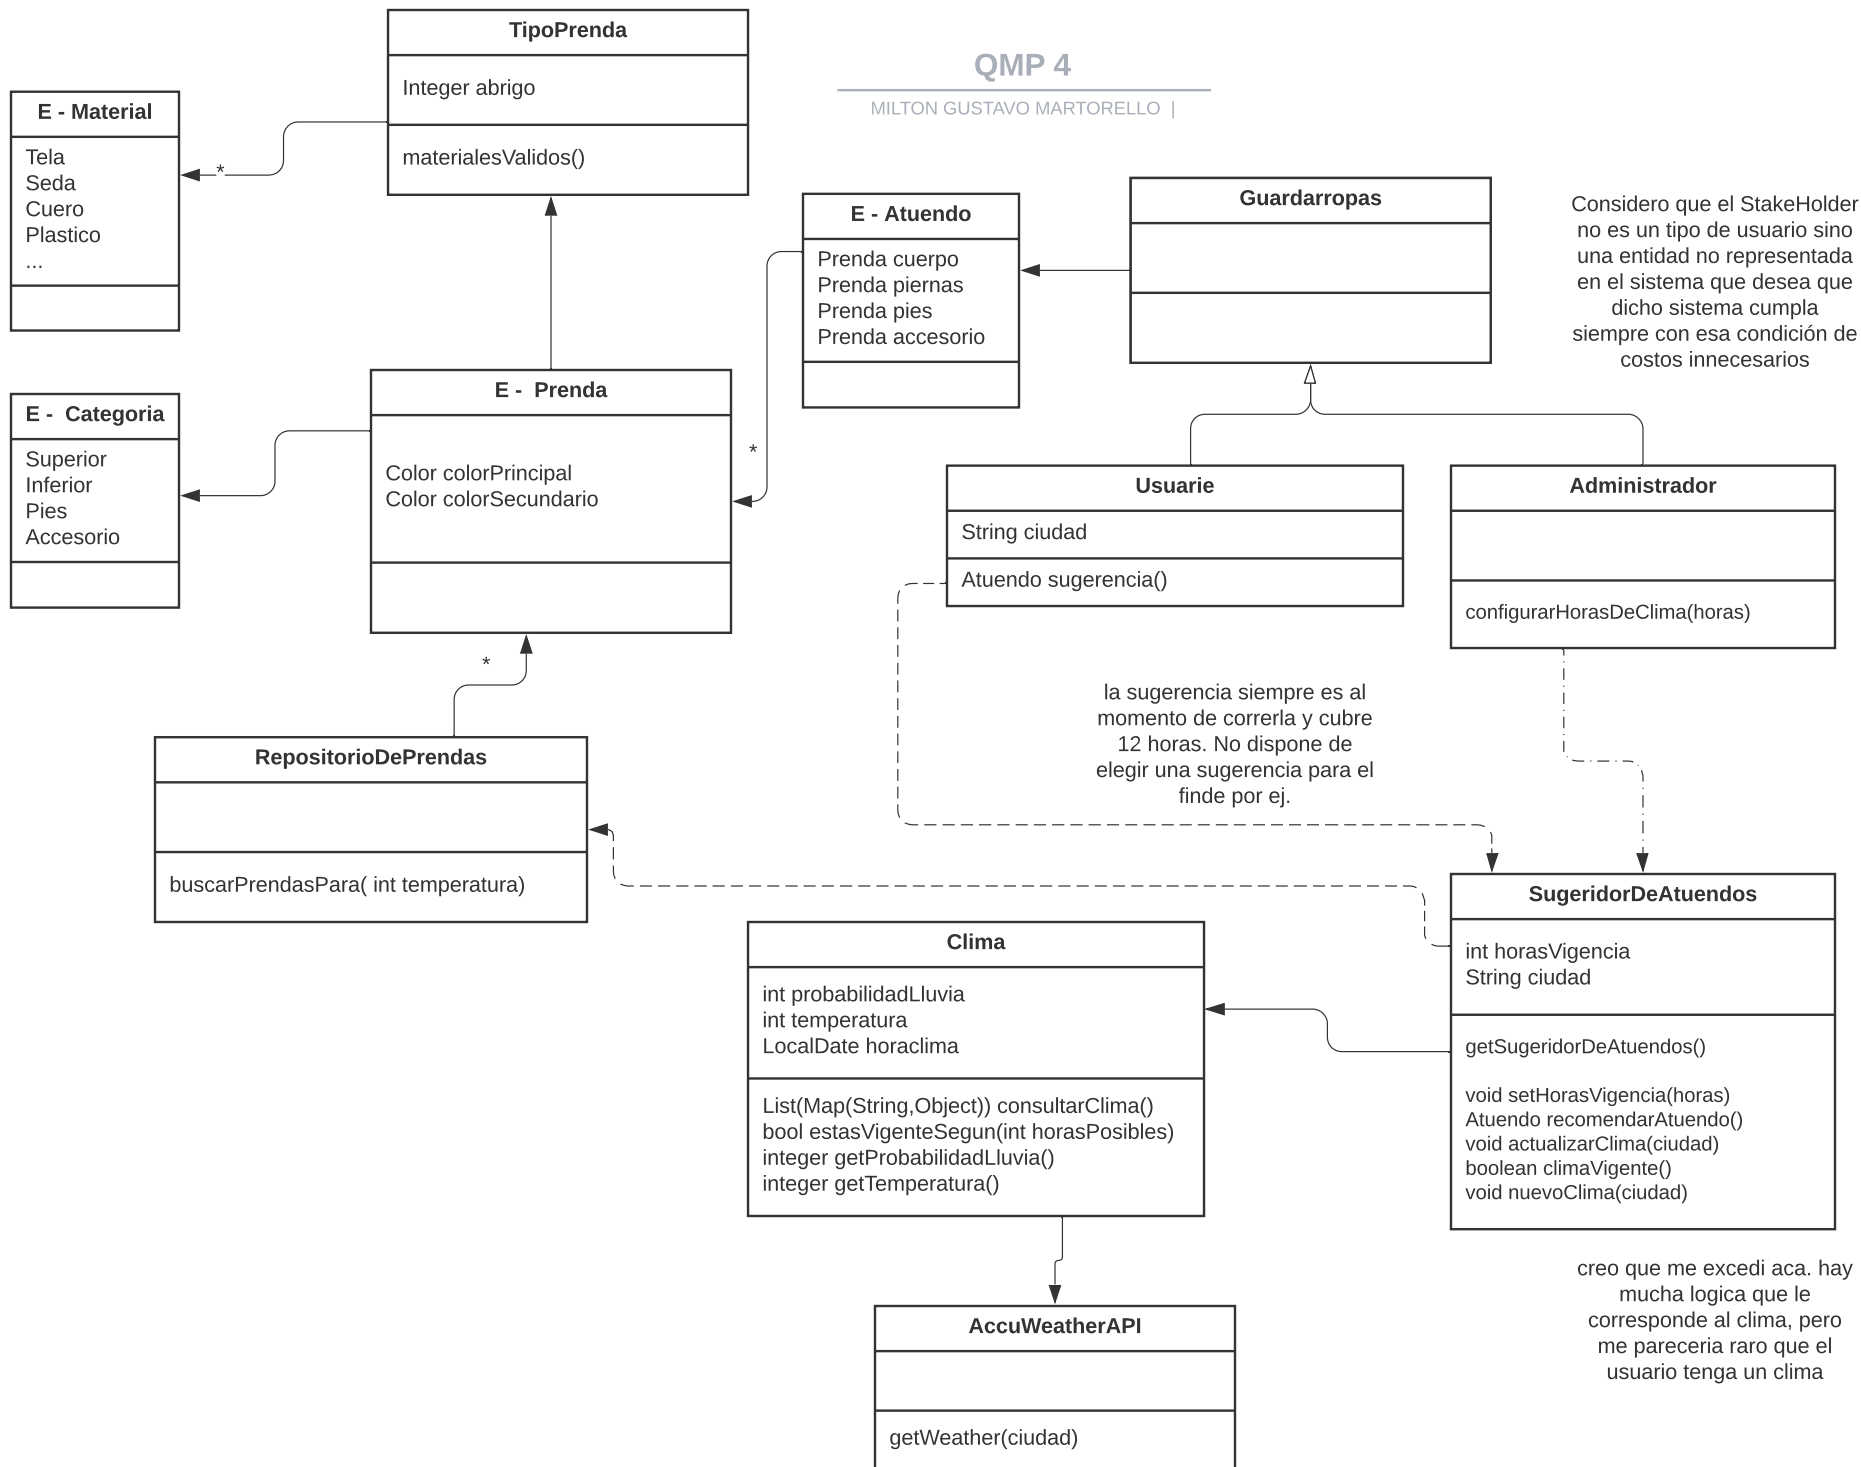 TipoPrenda
Integer abrigo
materialesValidos()
QMP 4
MILTON GUSTAVO MARTORELLO |
E - Material
Tela
Seda
Cuero
Plastico
...
*
E - Atuendo
Prenda cuerpo
Prenda piernas
Prenda pies
Prenda accesorio
Guardarropas
Considero que el StakeHolder
no es un tipo de usuario sino
una entidad no representada
en el sistema que desea que
dicho sistema cumpla
siempre con esa condición de
costos innecesarios
E - Categoria
Superior
Inferior
Pies
Accesorio
E - Prenda
Color colorPrincipal
Color colorSecundario
*
Usuarie
String ciudad
Atuendo sugerencia()
Administrador
configurarHorasDeClima(horas)
*
la sugerencia siempre es al
momento de correrla y cubre
12 horas. No dispone de
elegir una sugerencia para el
finde por ej.
RepositorioDePrendas
buscarPrendasPara( int temperatura)
SugeridorDeAtuendos
int horasVigencia
String ciudad
getSugeridorDeAtuendos()
void setHorasVigencia(horas)
Atuendo recomendarAtuendo()
void actualizarClima(ciudad)
boolean climaVigente()
void nuevoClima(ciudad)
Clima
int probabilidadLluvia
int temperatura
LocalDate horaclima
List(Map(String,Object)) consultarClima()
bool estasVigenteSegun(int horasPosibles)
integer getProbabilidadLluvia()
integer getTemperatura()
creo que me excedi aca. hay
mucha logica que le
corresponde al clima, pero
me pareceria raro que el
usuario tenga un clima
AccuWeatherAPI
getWeather(ciudad)